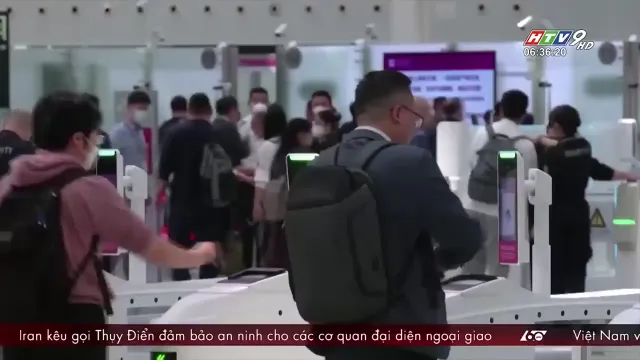 HTV9 HD
06:36:20
Iran kêu gọi Thụy Điển đảm bảo an ninh cho các cơ quan đại diện ngoại giao
60
Việt Nam v